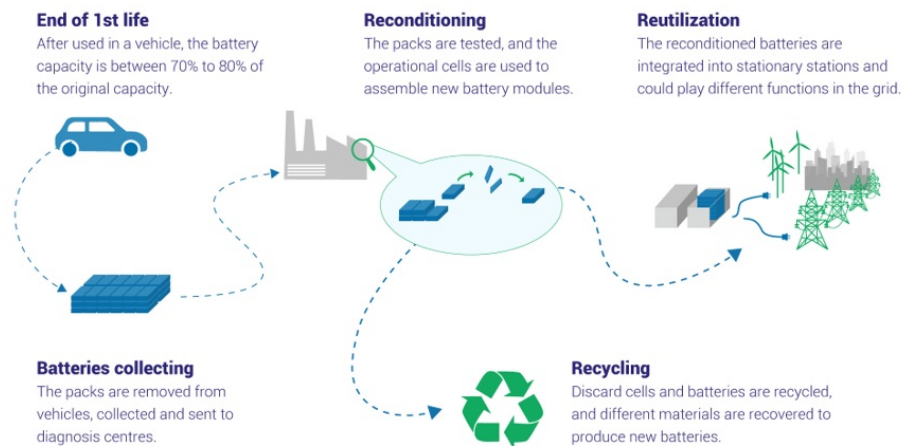 End of 1st life
After used in a vehicle, the battery
capacity is between 70% to 80% of
the original capacity.
Reconditioning
The packs are tested, and the
operational cells are used to
assemble new battery modules.
Reutilization
The reconditioned batteries are
integrated into stationary stations and
could play different functions in the grid.
Batteries collecting
The packs are removed from
vehicles, collected and sent to
diagnosis centres.
Recycling
Discard cells and batteries are recycled,
and different materials are recovered to
produce new batteries.